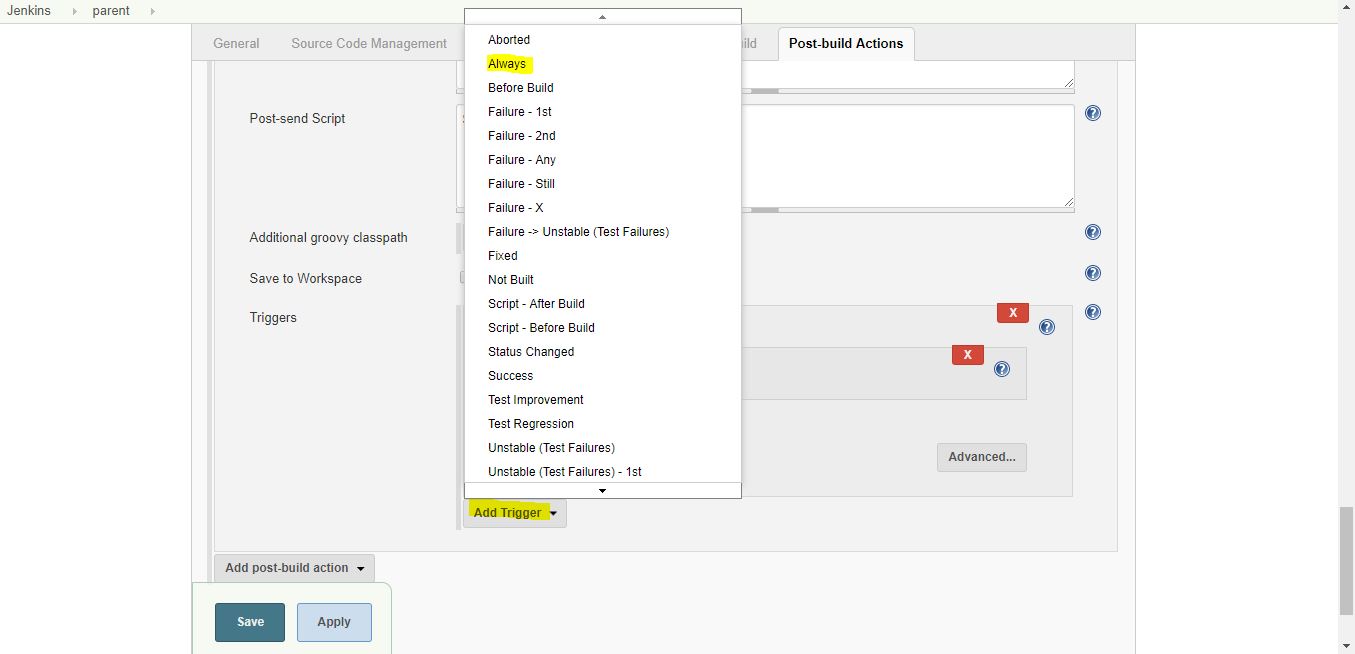 Jenkins parent
General Source Code Management ild Post-build Actions
Aborted
Always
Before Build
Failure - 1st
Failure - 2nd
Failure - Any
Failure - Still
Failure - X
Failure -> Unstable (Test Failures)
Fixed
Not Built
Script - After Build
Script - Before Build
Status Changed
Success
Test Improvement
Test Regression
Unstable (Test Failures)
Unstable (Test Failures) - 1st
Post-send Script
Additional groovy classpath
Save to Workspace
Triggers
X
X
Advanced...
Add Trigger
Add post-build action
Save Apply